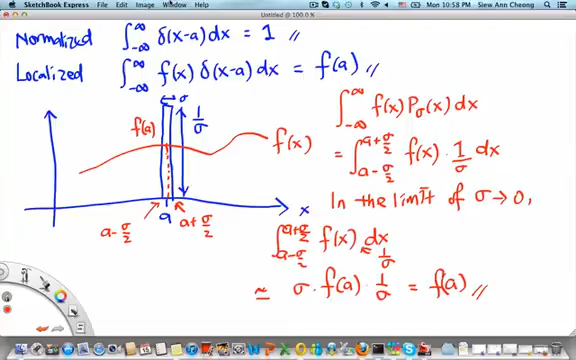 SketchBook Express File Edit Image Window Help Mon 10:58 PM Siew Ann Cheong
Untitled @ 100.0 %
Normalized ∫_{-∞}^{∞} δ(x-a)dx = 1 //
Localized ∫_{-∞}^{∞} f(x) δ(x-a)dx = f(a) //
σ
1/σ
f(a)
f(x)
x
a
a-σ/2
a+σ/2
∫_{-∞}^{∞} f(x) P_σ(x) dx
= ∫_{a-σ/2}^{a+σ/2} f(x) · 1/σ dx
In the limit of σ→0,
∫_{a-σ/2}^{a+σ/2} f(x) dx 1/σ
≃ σ · f(a) · 1/σ = f(a) //